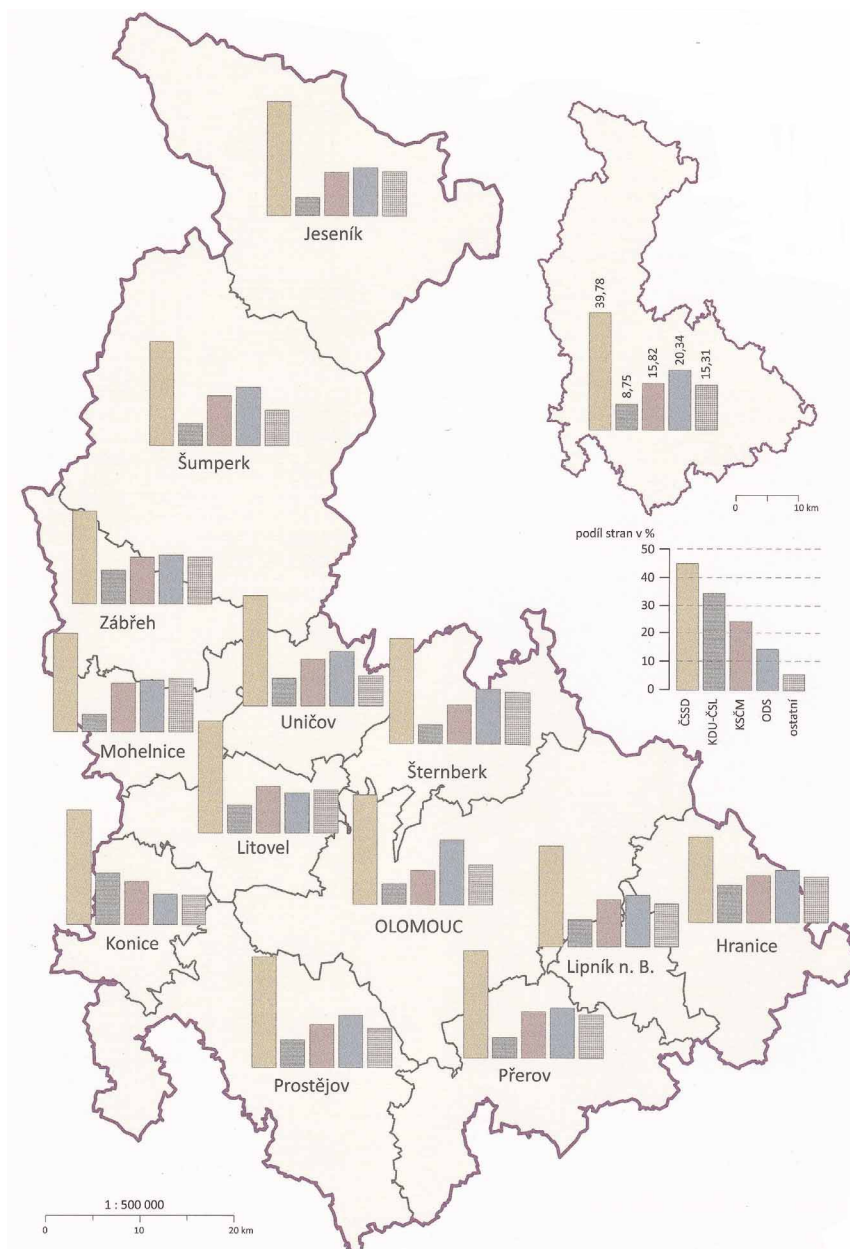 Jeseník
39,78
8,75
15,82
20,34
15,31
Šumperk
0 10 km
podíl stran v %
50
40
30
20
10
0
ČSSD
KDU-ČSL
KSČM
ODS
ostatní
Zábřeh
Uničov
Mohelnice
Šternberk
Litovel
OLOMOUC
Konice
Lipník n. B.
Hranice
Prostějov
Přerov
1 : 500 000
0 10 20 km